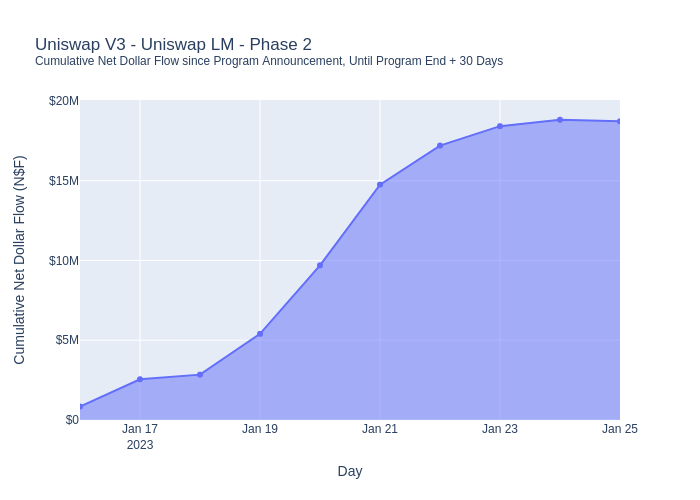 Uniswap V3 - Uniswap LM - Phase 2
Cumulative Net Dollar Flow since Program Announcement, Until Program End + 30 Days
Cumulative Net Dollar Flow (N$F)
$20M
$15M
$10M
$5M
$0
Jan 17 Jan 19 Jan 21 Jan 23 Jan 25
2023
Day